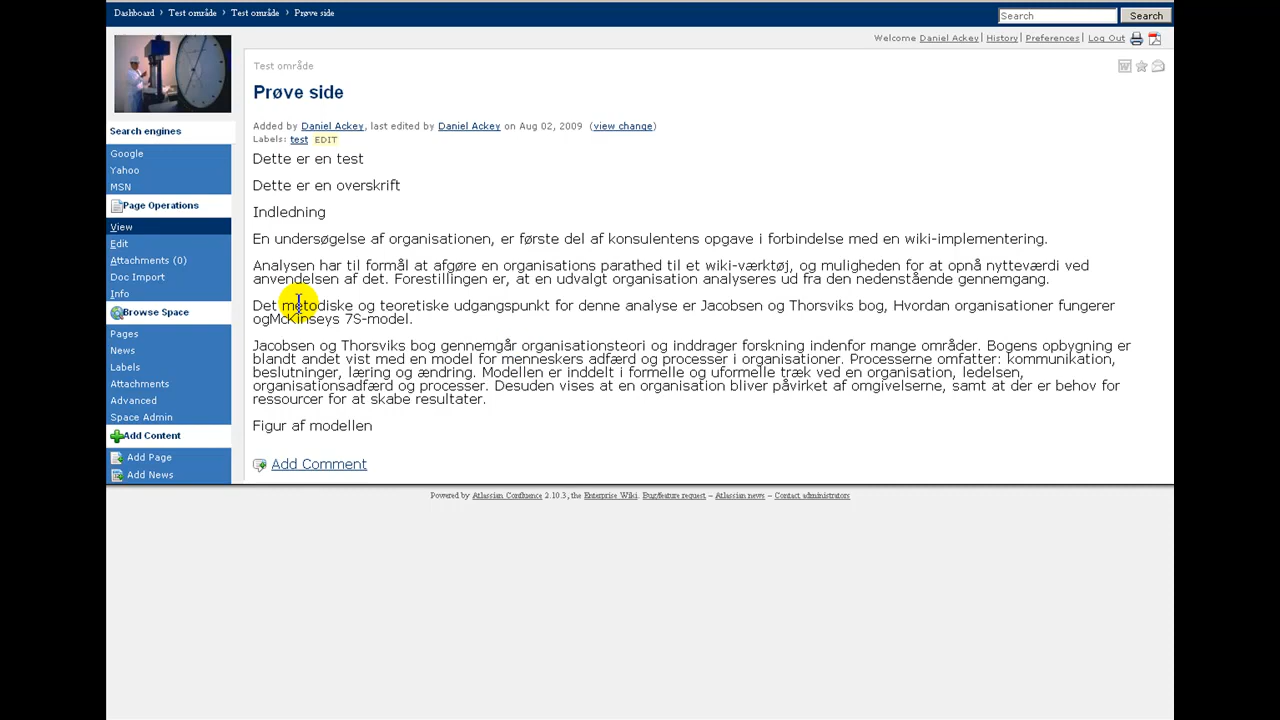 Dashboard › Test område › Test område › Prøve side
Search Search
Welcome Daniel Ackey | History | Preferences | Log Out
Test område
Prøve side
Added by Daniel Ackey, last edited by Daniel Ackey on Aug 02, 2009 (view change)
Labels: test EDIT
Search engines
Google
Yahoo
MSN
Page Operations
View
Edit
Attachments (0)
Doc Import
Info
Browse Space
Pages
News
Labels
Attachments
Advanced
Space Admin
Add Content
Add Page
Add News
Dette er en test
Dette er en overskrift
Indledning
En undersøgelse af organisationen, er første del af konsulentens opgave i forbindelse med en wiki-implementering.
Analysen har til formål at afgøre en organisations parathed til et wiki-værktøj, og muligheden for at opnå nytteværdi ved
anvendelsen af det. Forestillingen er, at en udvalgt organisation analyseres ud fra den nedenstående gennemgang.
Det metodiske og teoretiske udgangspunkt for denne analyse er Jacobsen og Thorsviks bog, Hvordan organisationer fungerer
ogMcKinseys 7S-model.
Jacobsen og Thorsviks bog gennemgår organisationsteori og inddrager forskning indenfor mange områder. Bogens opbygning er
blandt andet vist med en model for menneskers adfærd og processer i organisationer. Processerne omfatter: kommunikation,
beslutninger, læring og ændring. Modellen er inddelt i formelle og uformelle træk ved en organisation, ledelsen,
organisationsadfærd og processer. Desuden vises at en organisation bliver påvirket af omgivelserne, samt at der er behov for
ressourcer for at skabe resultater.
Figur af modellen
Add Comment
Powered by Atlassian Confluence 2.10.3, the Enterprise Wiki. Bug/feature request – Atlassian news – Contact administrators